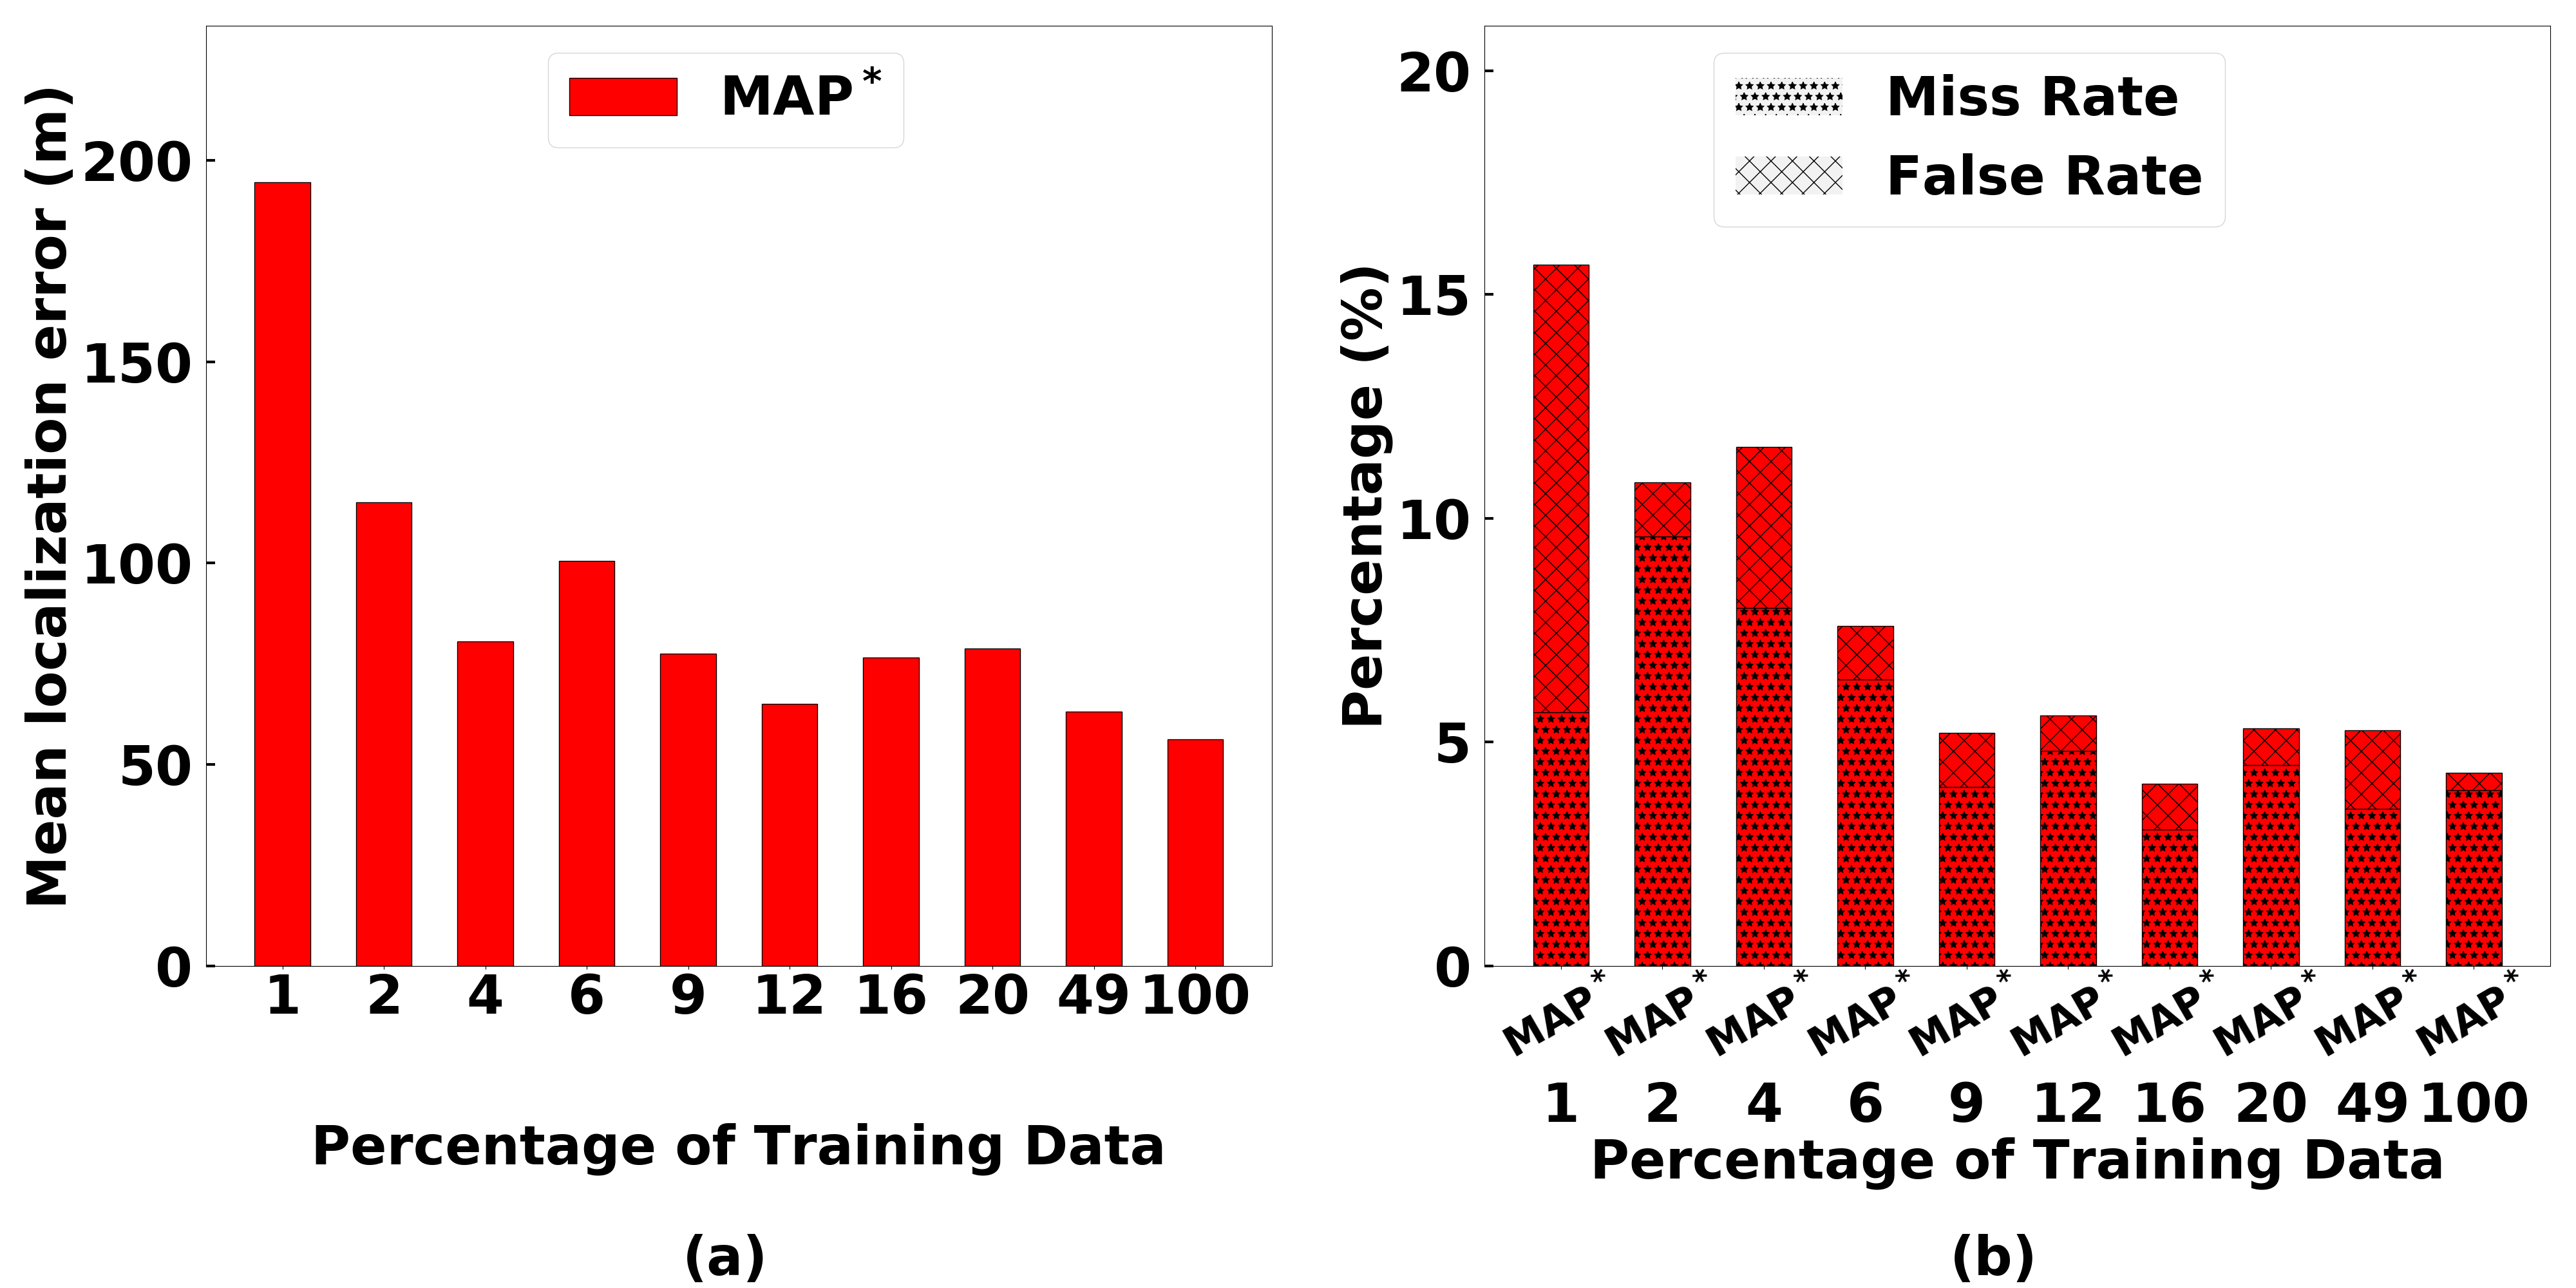 Mean localization error (m)
200
150
100
50
0
MAP*
1 2 4 6 9 12 16 20 49 100
Percentage of Training Data
(a)
Percentage (%)
20
15
10
5
0
Miss Rate
False Rate
MAP* MAP* MAP* MAP* MAP* MAP* MAP* MAP* MAP* MAP*
1 2 4 6 9 12 16 20 49 100
Percentage of Training Data
(b)